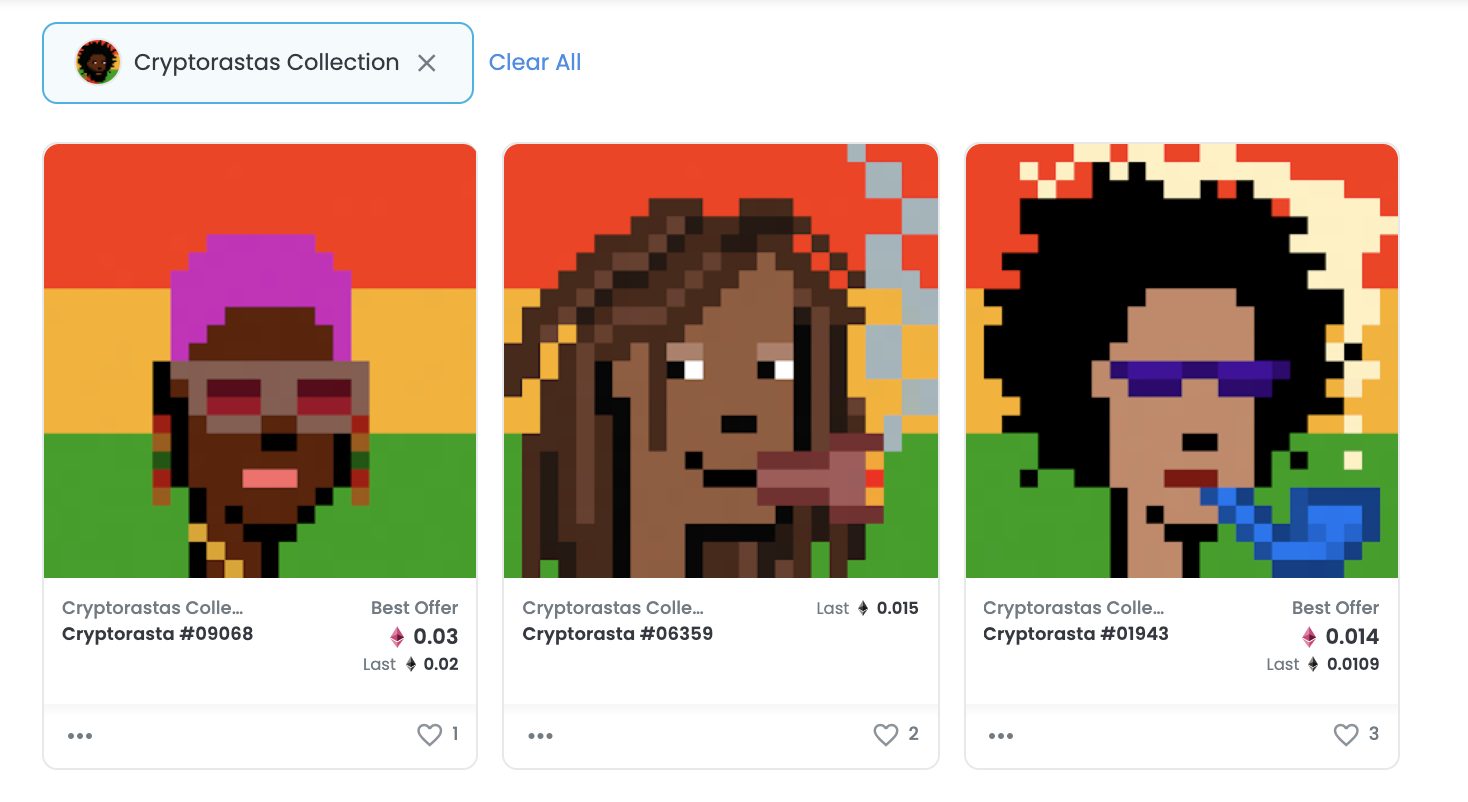 Cryptorastas Collection Clear All
Cryptorastas Colle... Best Offer
Cryptorasta #09068 0.03
Last 0.02
1
Cryptorastas Colle... Last 0.015
Cryptorasta #06359
2
Cryptorastas Colle... Best Offer
Cryptorasta #01943 0.014
Last 0.0109
3